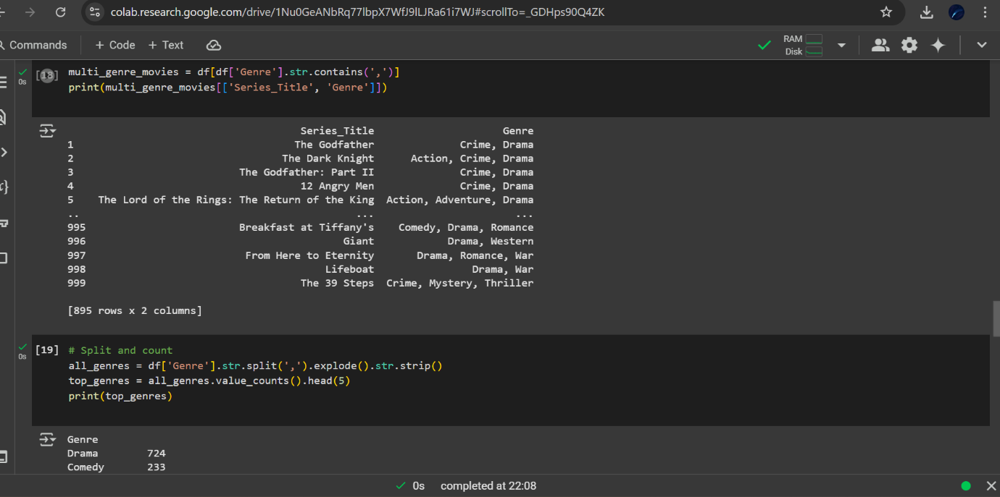 colab.research.google.com/drive/1Nu0GeANbRq77lbpX7WfJ9lLJRa61i7WJ#scrollTo=_GDHps90Q4ZK
Commands + Code + Text RAM
Disk
0s [18] multi_genre_movies = df[df['Genre'].str.contains(',')]
print(multi_genre_movies[['Series_Title', 'Genre']])
Series_Title Genre
1 The Godfather Crime, Drama
2 The Dark Knight Action, Crime, Drama
3 The Godfather: Part II Crime, Drama
4 12 Angry Men Crime, Drama
5 The Lord of the Rings: The Return of the King Action, Adventure, Drama
.. ... ...
995 Breakfast at Tiffany's Comedy, Drama, Romance
996 Giant Drama, Western
997 From Here to Eternity Drama, Romance, War
998 Lifeboat Drama, War
999 The 39 Steps Crime, Mystery, Thriller
[895 rows x 2 columns]
0s [19] # Split and count
all_genres = df['Genre'].str.split(',').explode().str.strip()
top_genres = all_genres.value_counts().head(5)
print(top_genres)
Genre
Drama 724
Comedy 233
0s completed at 22:08